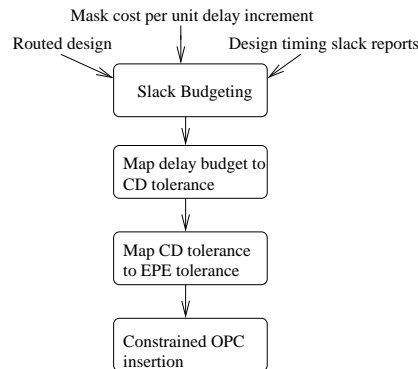 Mask cost per unit delay increment
Routed design
Design timing slack reports
Slack Budgeting
Map delay budget to
CD tolerance
Map CD tolerance
to EPE tolerance
Constrained OPC
insertion